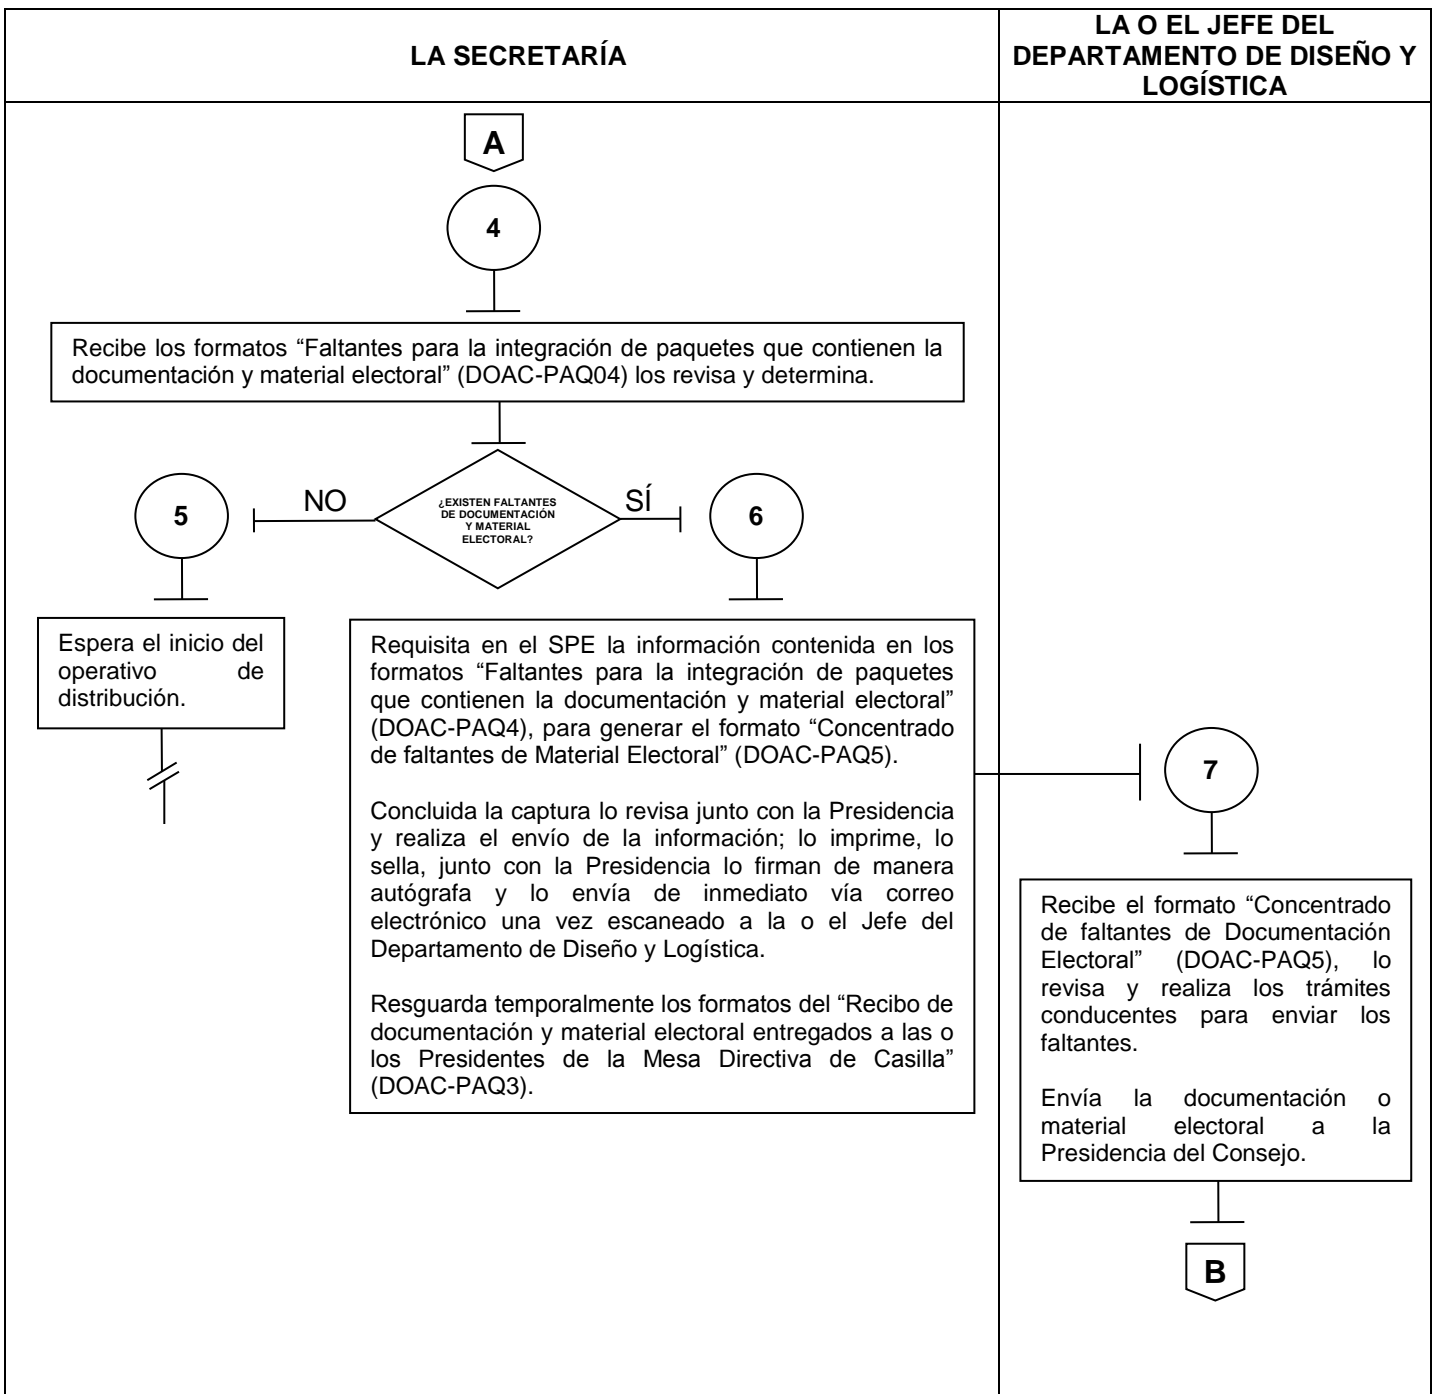 LA SECRETARÍA
LA O EL JEFE DEL
DEPARTAMENTO DE DISEÑO Y
LOGÍSTICA
A
4
Recibe los formatos “Faltantes para la integración de paquetes que contienen la
documentación y material electoral” (DOAC-PAQ04) los revisa y determina.
¿EXISTEN FALTANTES
DE DOCUMENTACIÓN
Y MATERIAL
ELECTORAL?
NO
SÍ
5
Espera el inicio del
operativo de
distribución.
6
Requisita en el SPE la información contenida en los
formatos “Faltantes para la integración de paquetes
que contienen la documentación y material electoral”
(DOAC-PAQ4), para generar el formato “Concentrado
de faltantes de Material Electoral” (DOAC-PAQ5).
Concluida la captura lo revisa junto con la Presidencia
y realiza el envío de la información; lo imprime, lo
sella, junto con la Presidencia lo firman de manera
autógrafa y lo envía de inmediato vía correo
electrónico una vez escaneado a la o el Jefe del
Departamento de Diseño y Logística.
Resguarda temporalmente los formatos del “Recibo de
documentación y material electoral entregados a las o
los Presidentes de la Mesa Directiva de Casilla”
(DOAC-PAQ3).
7
Recibe el formato “Concentrado
de faltantes de Documentación
Electoral” (DOAC-PAQ5), lo
revisa y realiza los trámites
conducentes para enviar los
faltantes.
Envía la documentación o
material electoral a la
Presidencia del Consejo.
B